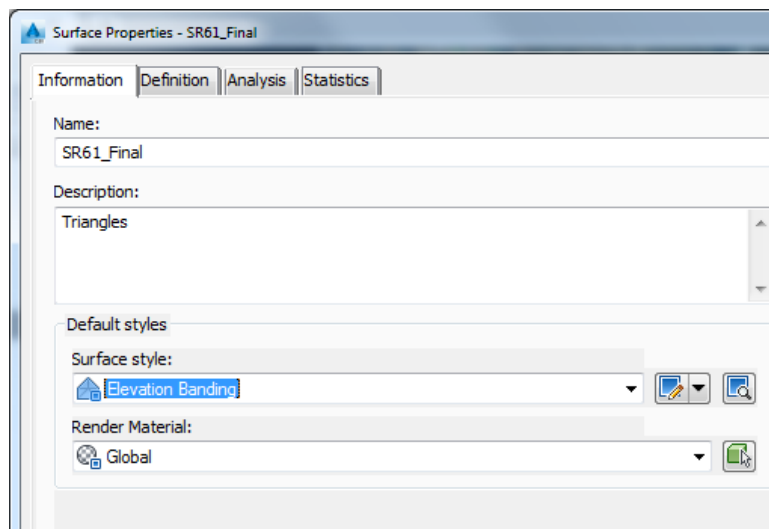 Surface Properties - SR61_Final
Information Definition Analysis Statistics
Name:
SR61_Final
Description:
Triangles
Default styles
Surface style:
Elevation Banding
Render Material:
Global